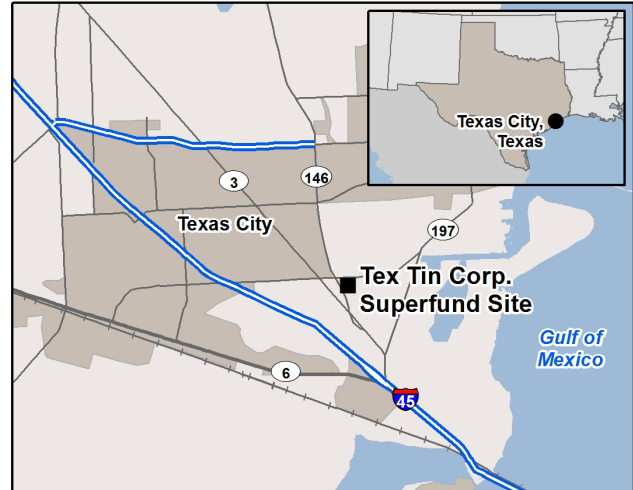 Texas City,
Texas
3
146
Texas City
197
Tex Tin Corp.
Superfund Site
Gulf of
Mexico
6
45